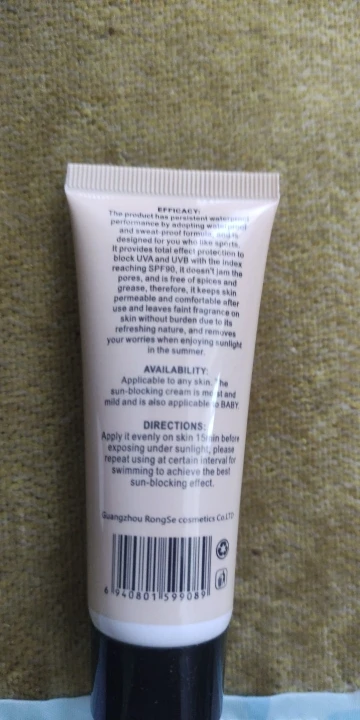 EFFICACY:
The product has persistent waterproof
performance by adopting waterproof
and sweat-proof formula, and is
designed for you who like sports.
It provides total effect protection to
block UVA and UVB with the index
reaching SPF90, it doesn't jam the
pores, and is free of spices and
grease, therefore, it keeps skin
permeable and comfortable after
use and leaves faint fragrance on
skin without burden due to its
refreshing nature, and removes
your worries when enjoying sunlight
in the summer.
AVAILABILITY:
Applicable to any skin. The
sun-blocking cream is moist and
mild and is also applicable to BABY.
DIRECTIONS:
Apply it evenly on skin 15min before
exposing under sunlight; please
repeat using at certain interval for
swimming to achieve the best
sun-blocking effect.
Guangzhou RongSe cosmetics Co.LTD
6 940801 599089